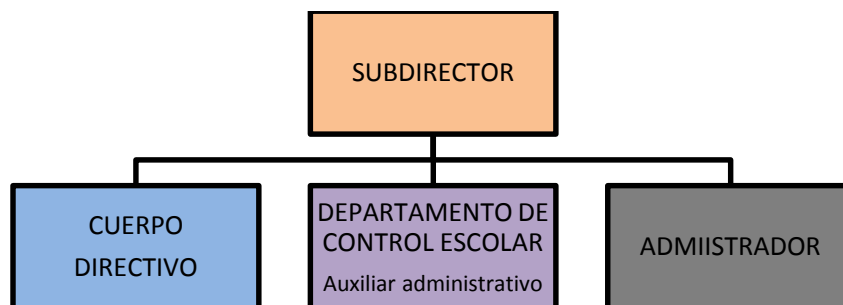 SUBDIRECTOR
CUERPO
DIRECTIVO
DEPARTAMENTO DE
CONTROL ESCOLAR
Auxiliar administrativo
ADMIISTRADOR